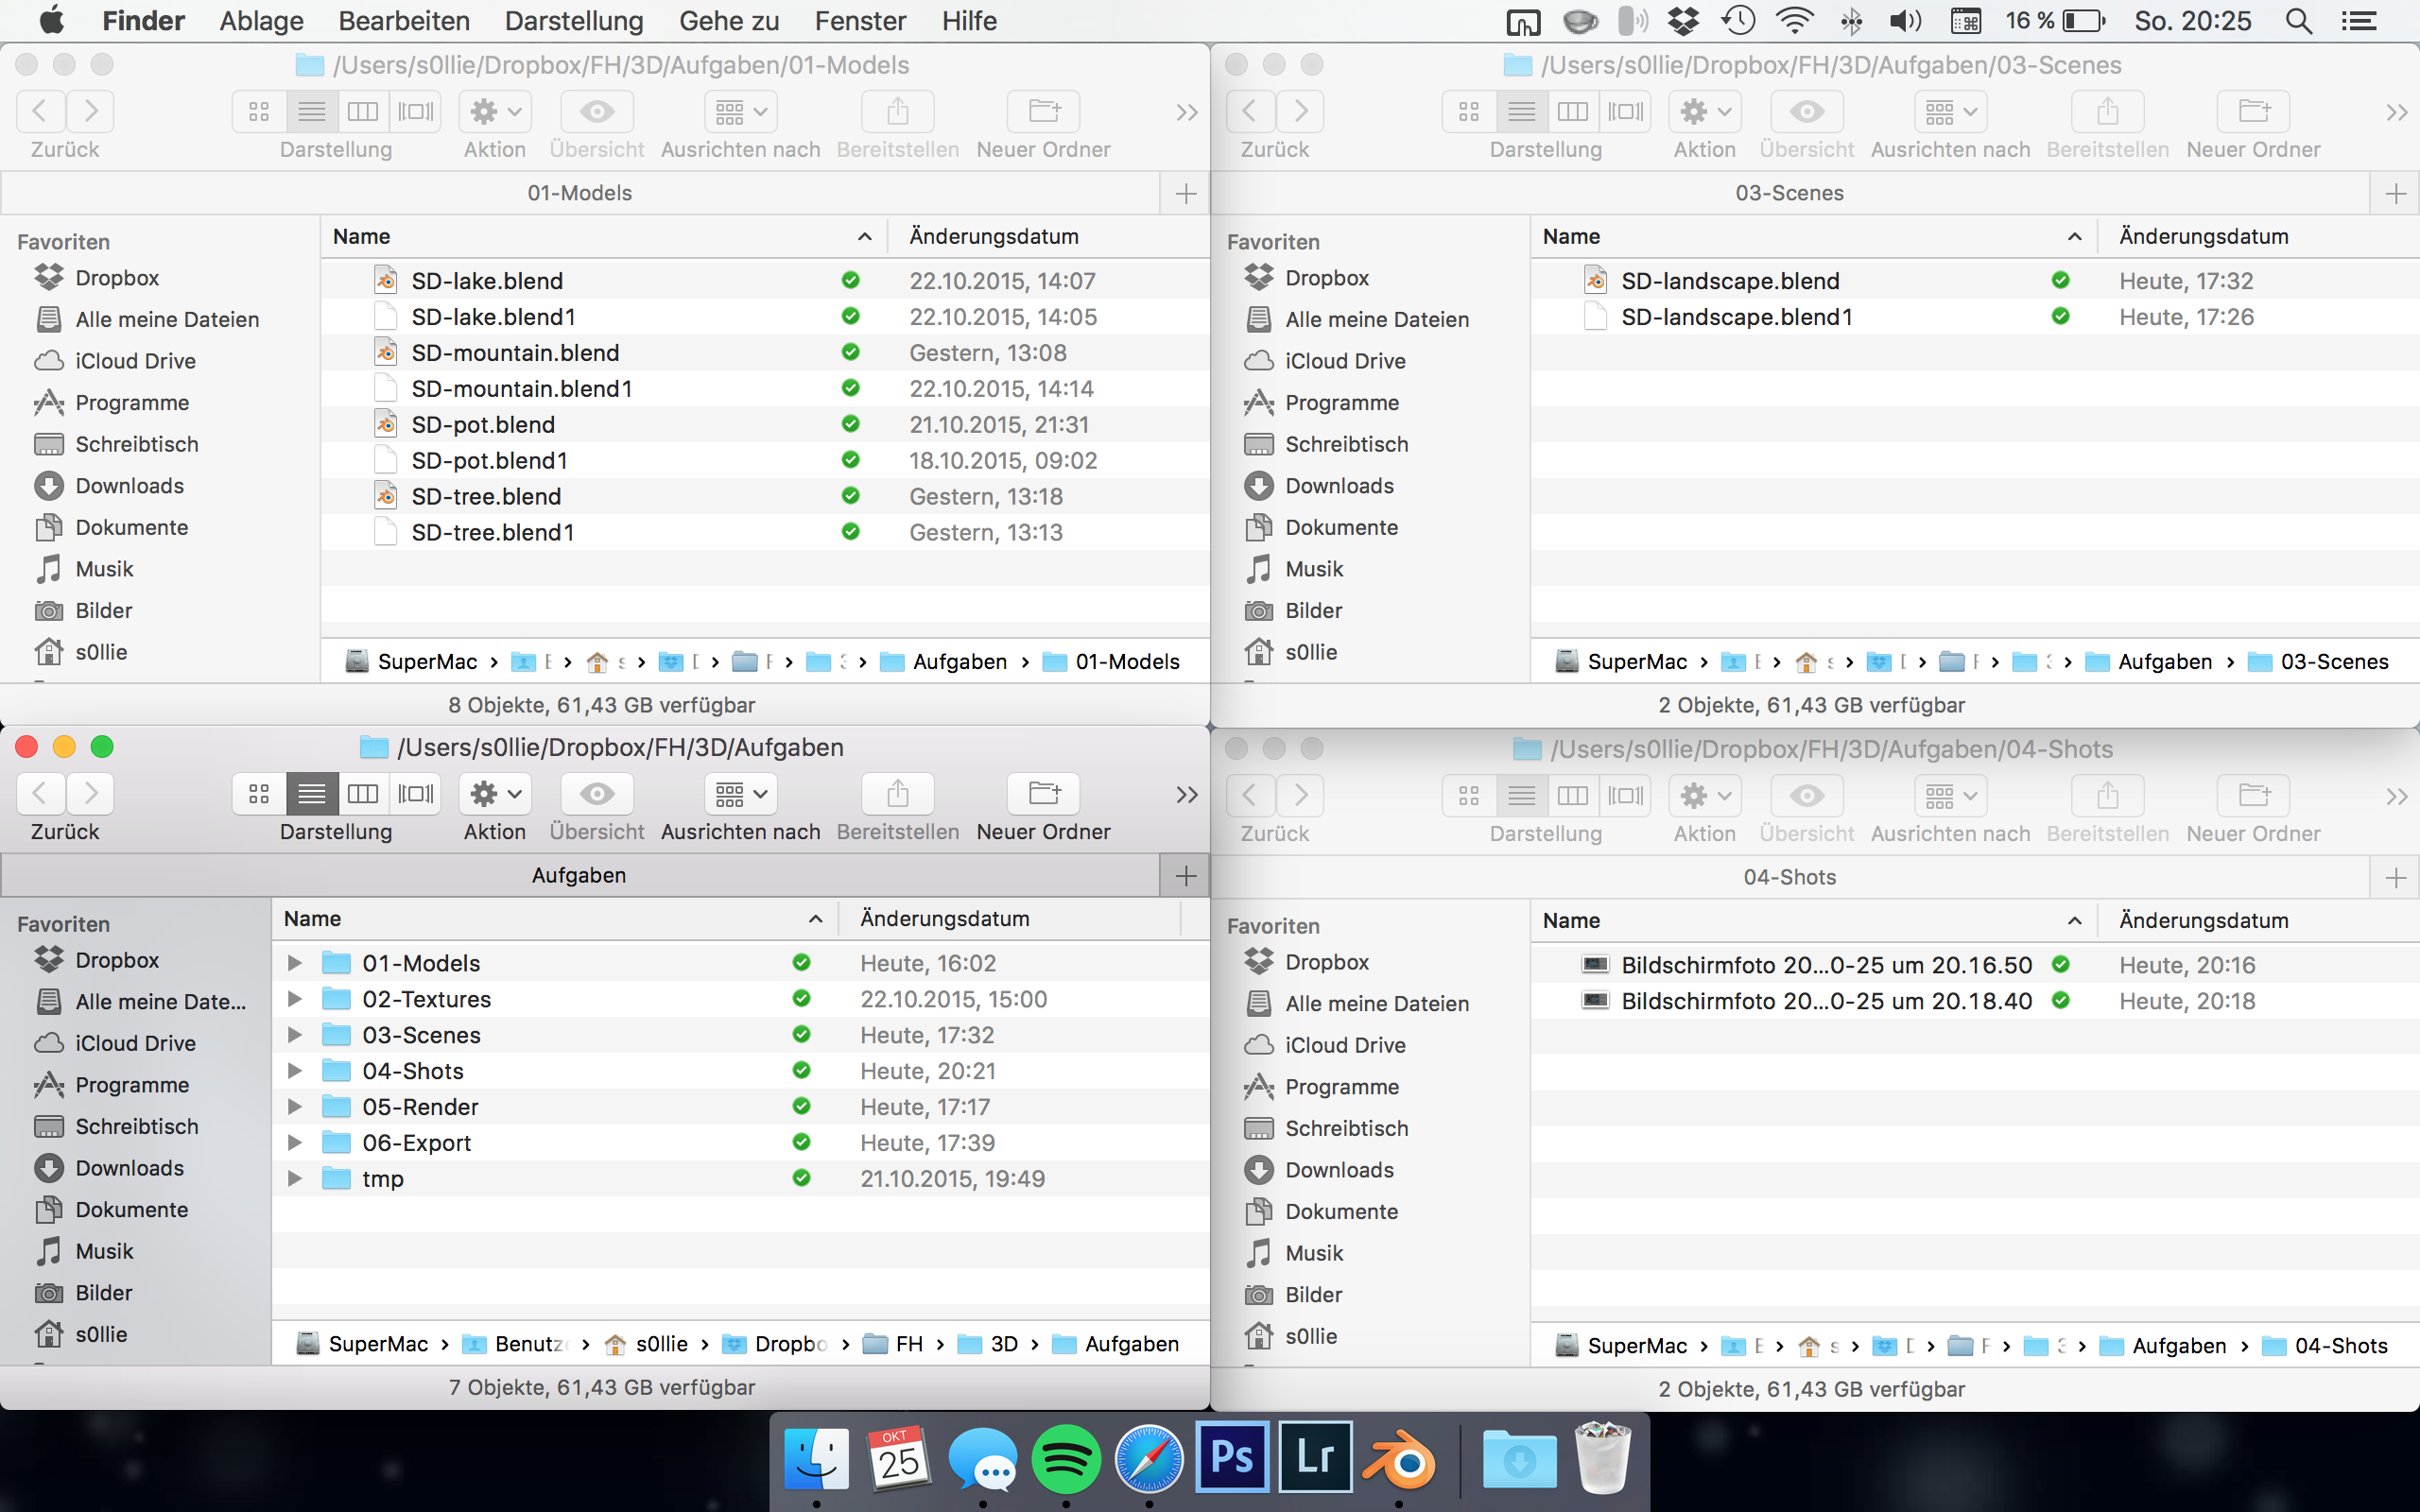 Finder Ablage Bearbeiten Darstellung Gehe zu Fenster Hilfe 16 % So. 20:25
/Users/s0llie/Dropbox/FH/3D/Aufgaben/01-Models
Zurück Darstellung Aktion Übersicht Ausrichten nach Bereitstellen Neuer Ordner
01-Models
Favoriten
Dropbox
Alle meine Dateien
iCloud Drive
Programme
Schreibtisch
Downloads
Dokumente
Musik
Bilder
s0llie
Name Änderungsdatum
SD-lake.blend 22.10.2015, 14:07
SD-lake.blend1 22.10.2015, 14:05
SD-mountain.blend Gestern, 13:08
SD-mountain.blend1 22.10.2015, 14:14
SD-pot.blend 21.10.2015, 21:31
SD-pot.blend1 18.10.2015, 09:02
SD-tree.blend Gestern, 13:18
SD-tree.blend1 Gestern, 13:13
SuperMac › › › › › › Aufgaben › 01-Models
8 Objekte, 61,43 GB verfügbar
/Users/s0llie/Dropbox/FH/3D/Aufgaben/03-Scenes
Zurück Darstellung Aktion Übersicht Ausrichten nach Bereitstellen Neuer Ordner
03-Scenes
Favoriten
Dropbox
Alle meine Dateien
iCloud Drive
Programme
Schreibtisch
Downloads
Dokumente
Musik
Bilder
s0llie
Name Änderungsdatum
SD-landscape.blend Heute, 17:32
SD-landscape.blend1 Heute, 17:26
SuperMac › › › › › › Aufgaben › 03-Scenes
2 Objekte, 61,43 GB verfügbar
/Users/s0llie/Dropbox/FH/3D/Aufgaben
Zurück Darstellung Aktion Übersicht Ausrichten nach Bereitstellen Neuer Ordner
Aufgaben
Favoriten
Dropbox
Alle meine Date...
iCloud Drive
Programme
Schreibtisch
Downloads
Dokumente
Musik
Bilder
s0llie
Name Änderungsdatum
01-Models Heute, 16:02
02-Textures 22.10.2015, 15:00
03-Scenes Heute, 17:32
04-Shots Heute, 20:21
05-Render Heute, 17:17
06-Export Heute, 17:39
tmp 21.10.2015, 19:49
SuperMac › Benutz › s0llie › Dropbo › FH › 3D › Aufgaben
7 Objekte, 61,43 GB verfügbar
/Users/s0llie/Dropbox/FH/3D/Aufgaben/04-Shots
Zurück Darstellung Aktion Übersicht Ausrichten nach Bereitstellen Neuer Ordner
04-Shots
Favoriten
Dropbox
Alle meine Dateien
iCloud Drive
Programme
Schreibtisch
Downloads
Dokumente
Musik
Bilder
s0llie
Name Änderungsdatum
Bildschirmfoto 20...0-25 um 20.16.50 Heute, 20:16
Bildschirmfoto 20...0-25 um 20.18.40 Heute, 20:18
SuperMac › › › › › › Aufgaben › 04-Shots
2 Objekte, 61,43 GB verfügbar
OKT
25
Ps
Lr